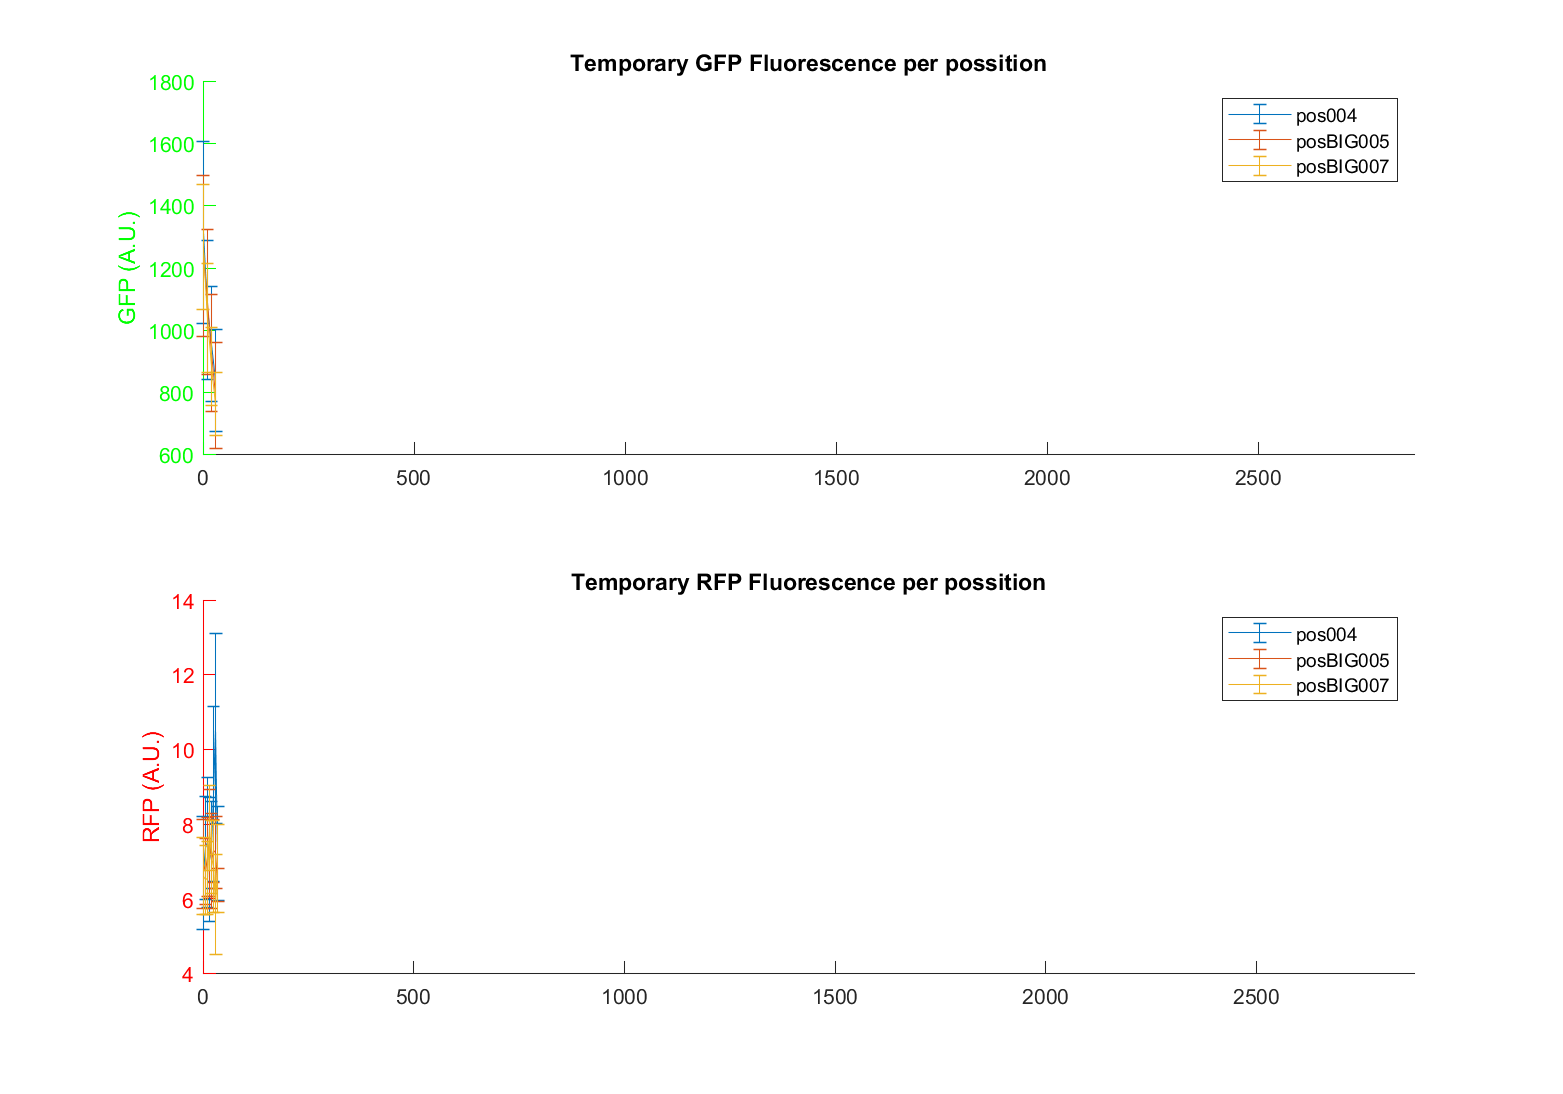 Temporary GFP Fluorescence per possition
1800
1600
1400
1200
1000
800
600
GFP (A.U.)
0 500 1000 1500 2000 2500
pos004
posBIG005
posBIG007
Temporary RFP Fluorescence per possition
14
12
10
8
6
4
RFP (A.U.)
0 500 1000 1500 2000 2500
pos004
posBIG005
posBIG007